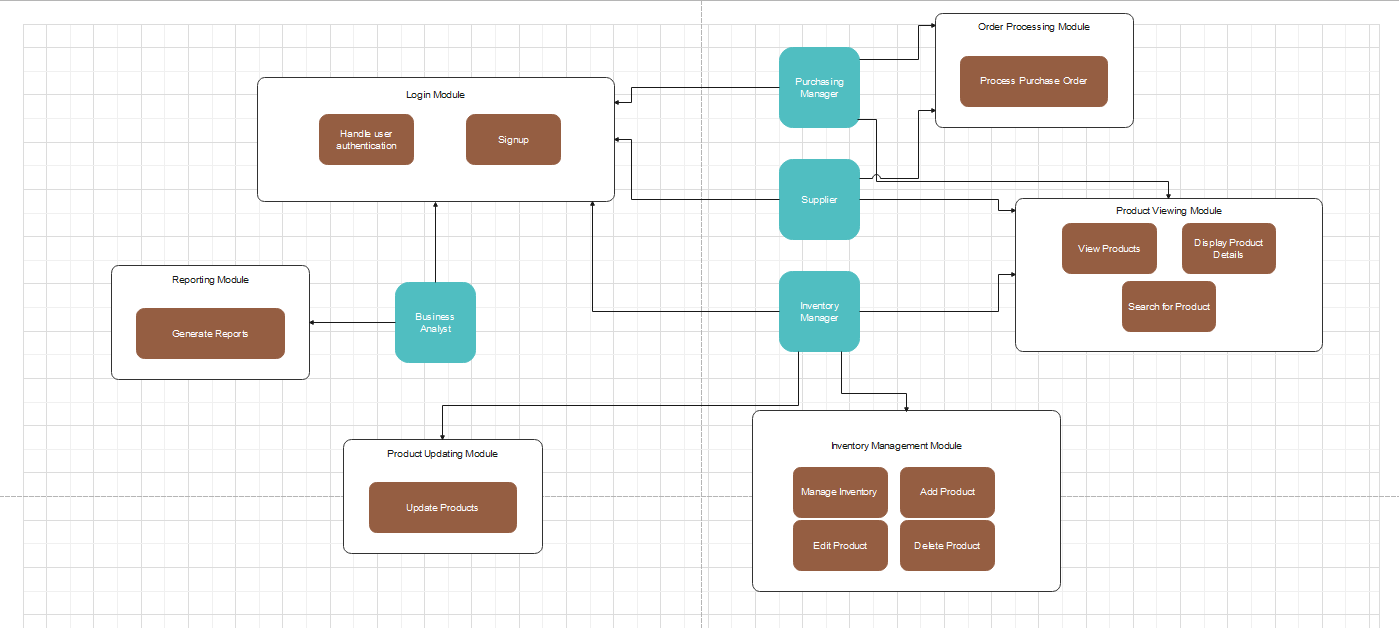 Order Processing Module
Process Purchase Order
Purchasing
Manager
Login Module
Handle user
authentication
Signup
Supplier
Product Viewing Module
View Products
Display Product
Details
Search for Product
Reporting Module
Generate Reports
Business
Analyst
Inventory
Manager
Product Updating Module
Update Products
Inventory Management Module
Manage Inventory
Add Product
Edit Product
Delete Product